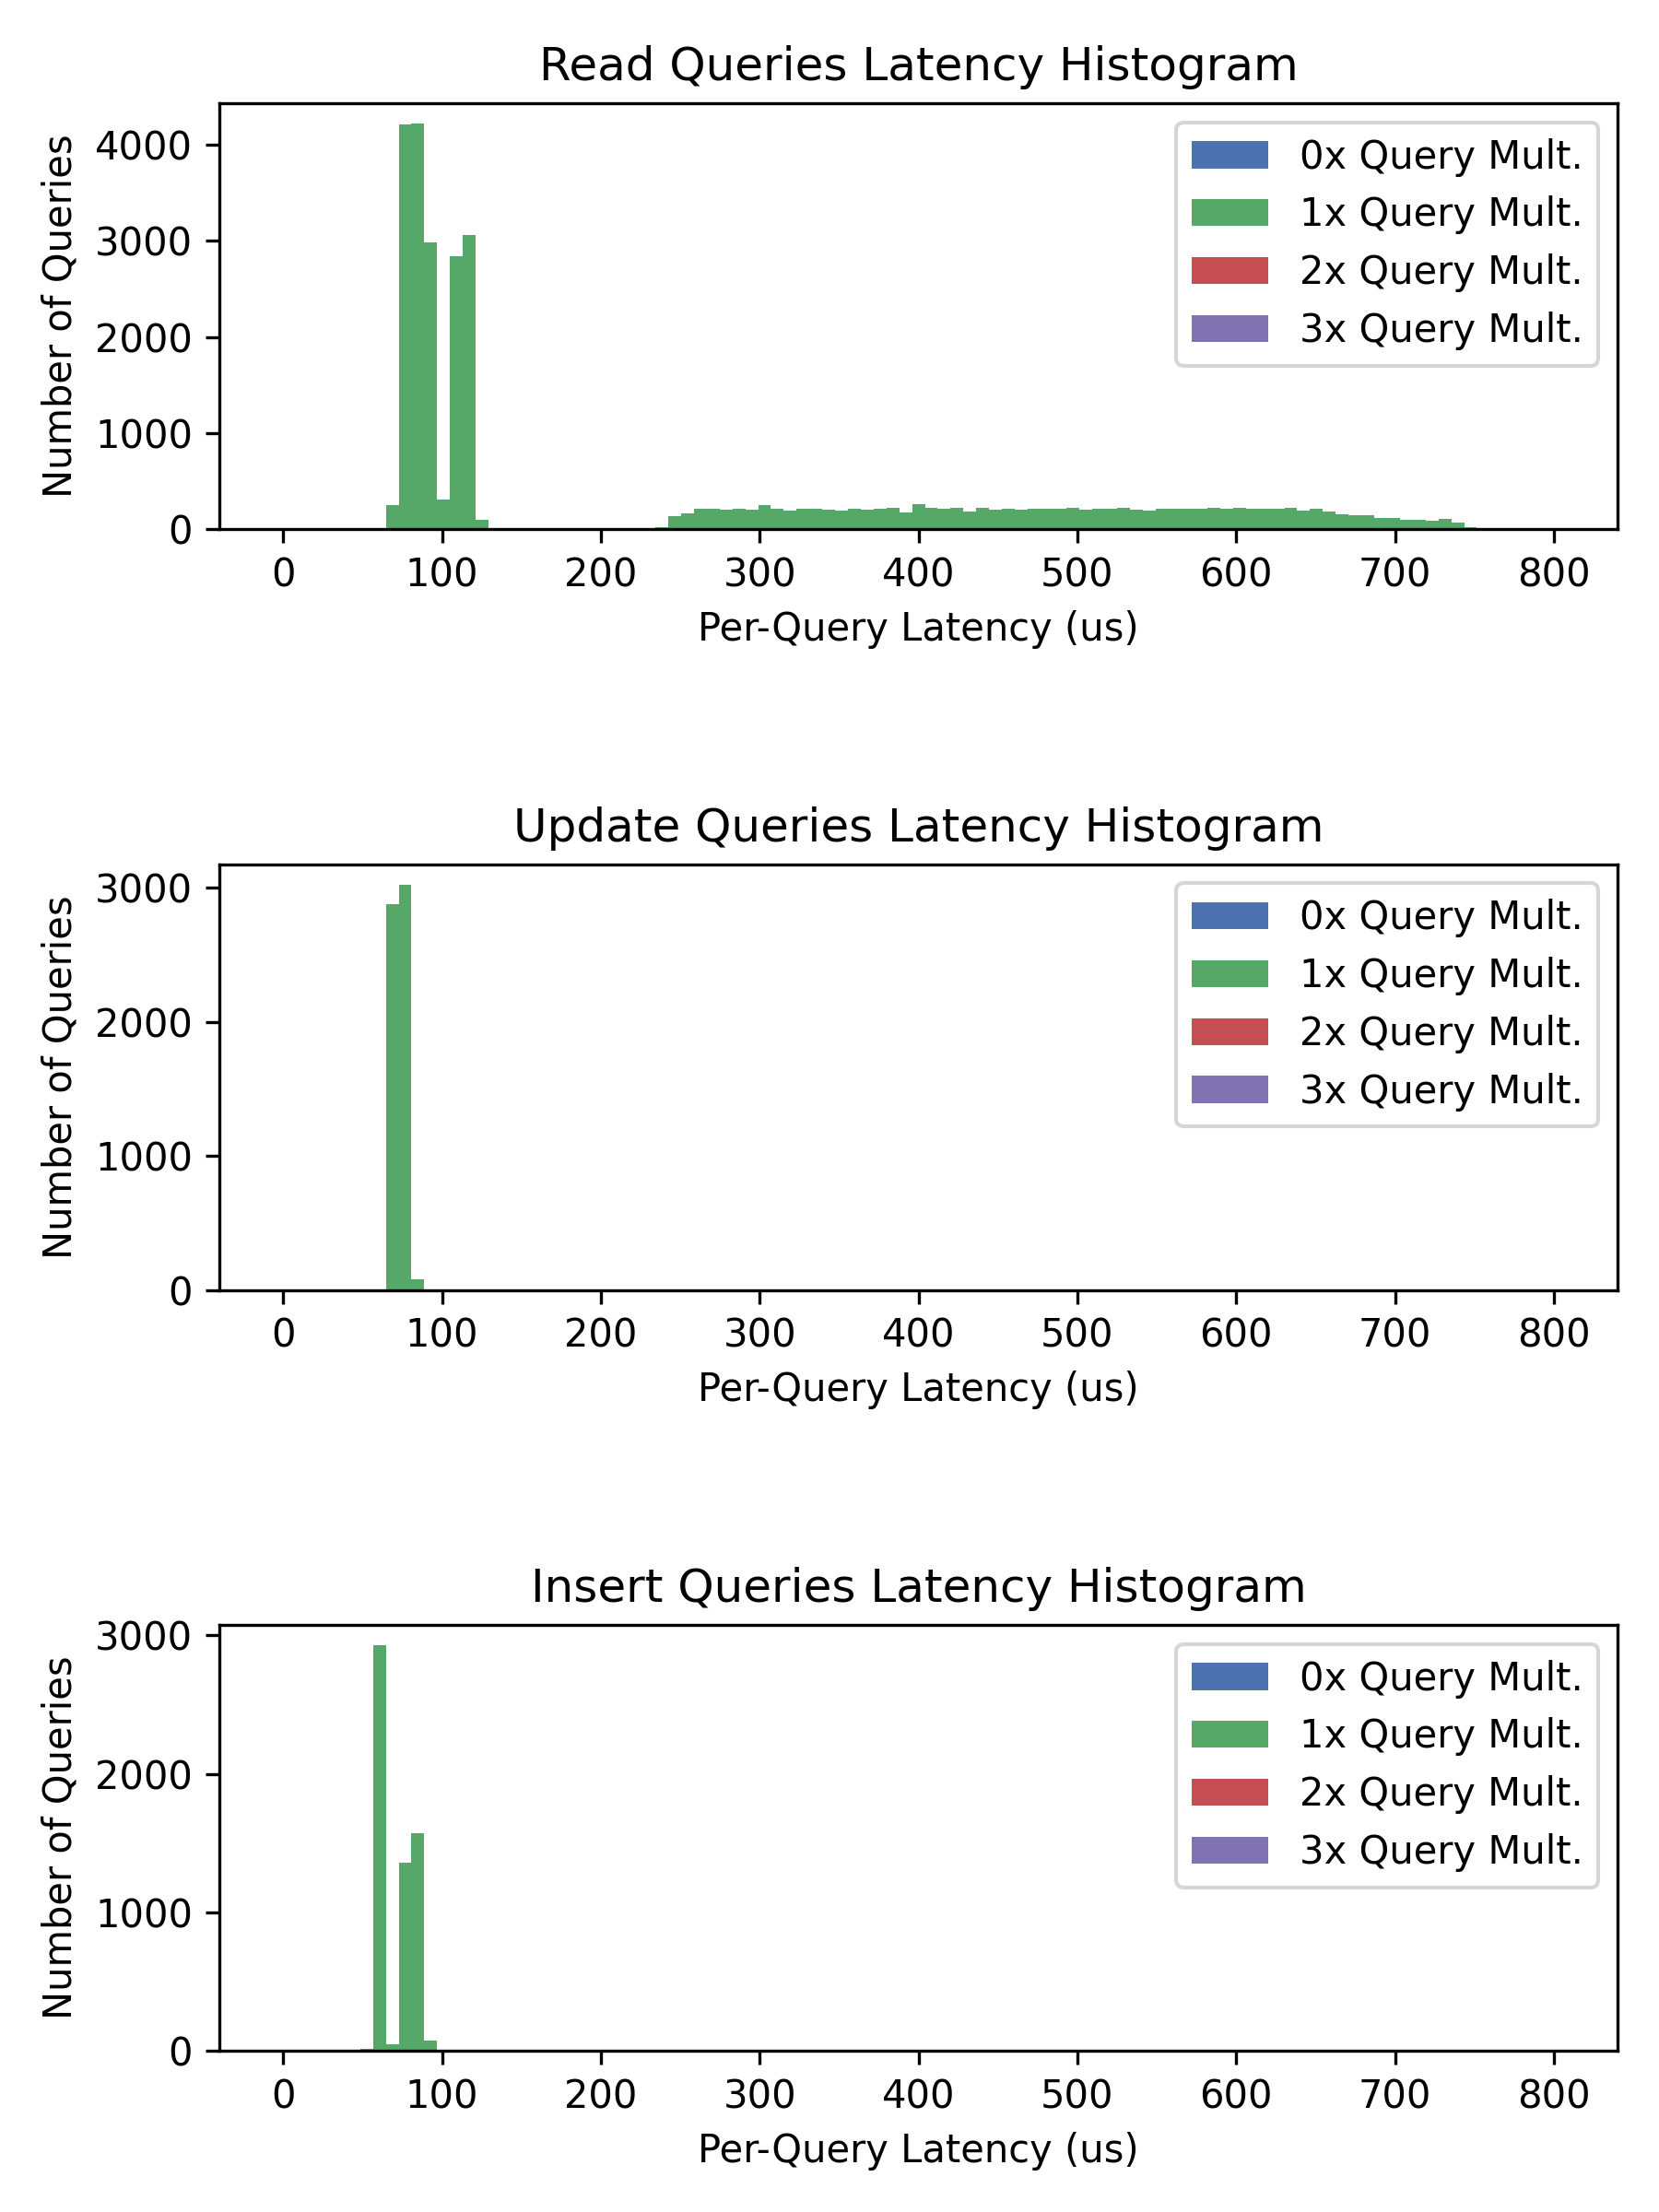 Read Queries Latency Histogram
Number of Queries
4000
3000
2000
1000
0
0x Query Mult.
1x Query Mult.
2x Query Mult.
3x Query Mult.
0 100 200 300 400 500 600 700 800
Per-Query Latency (us)
Update Queries Latency Histogram
Number of Queries
3000
2000
1000
0
0x Query Mult.
1x Query Mult.
2x Query Mult.
3x Query Mult.
0 100 200 300 400 500 600 700 800
Per-Query Latency (us)
Insert Queries Latency Histogram
Number of Queries
3000
2000
1000
0
0x Query Mult.
1x Query Mult.
2x Query Mult.
3x Query Mult.
0 100 200 300 400 500 600 700 800
Per-Query Latency (us)